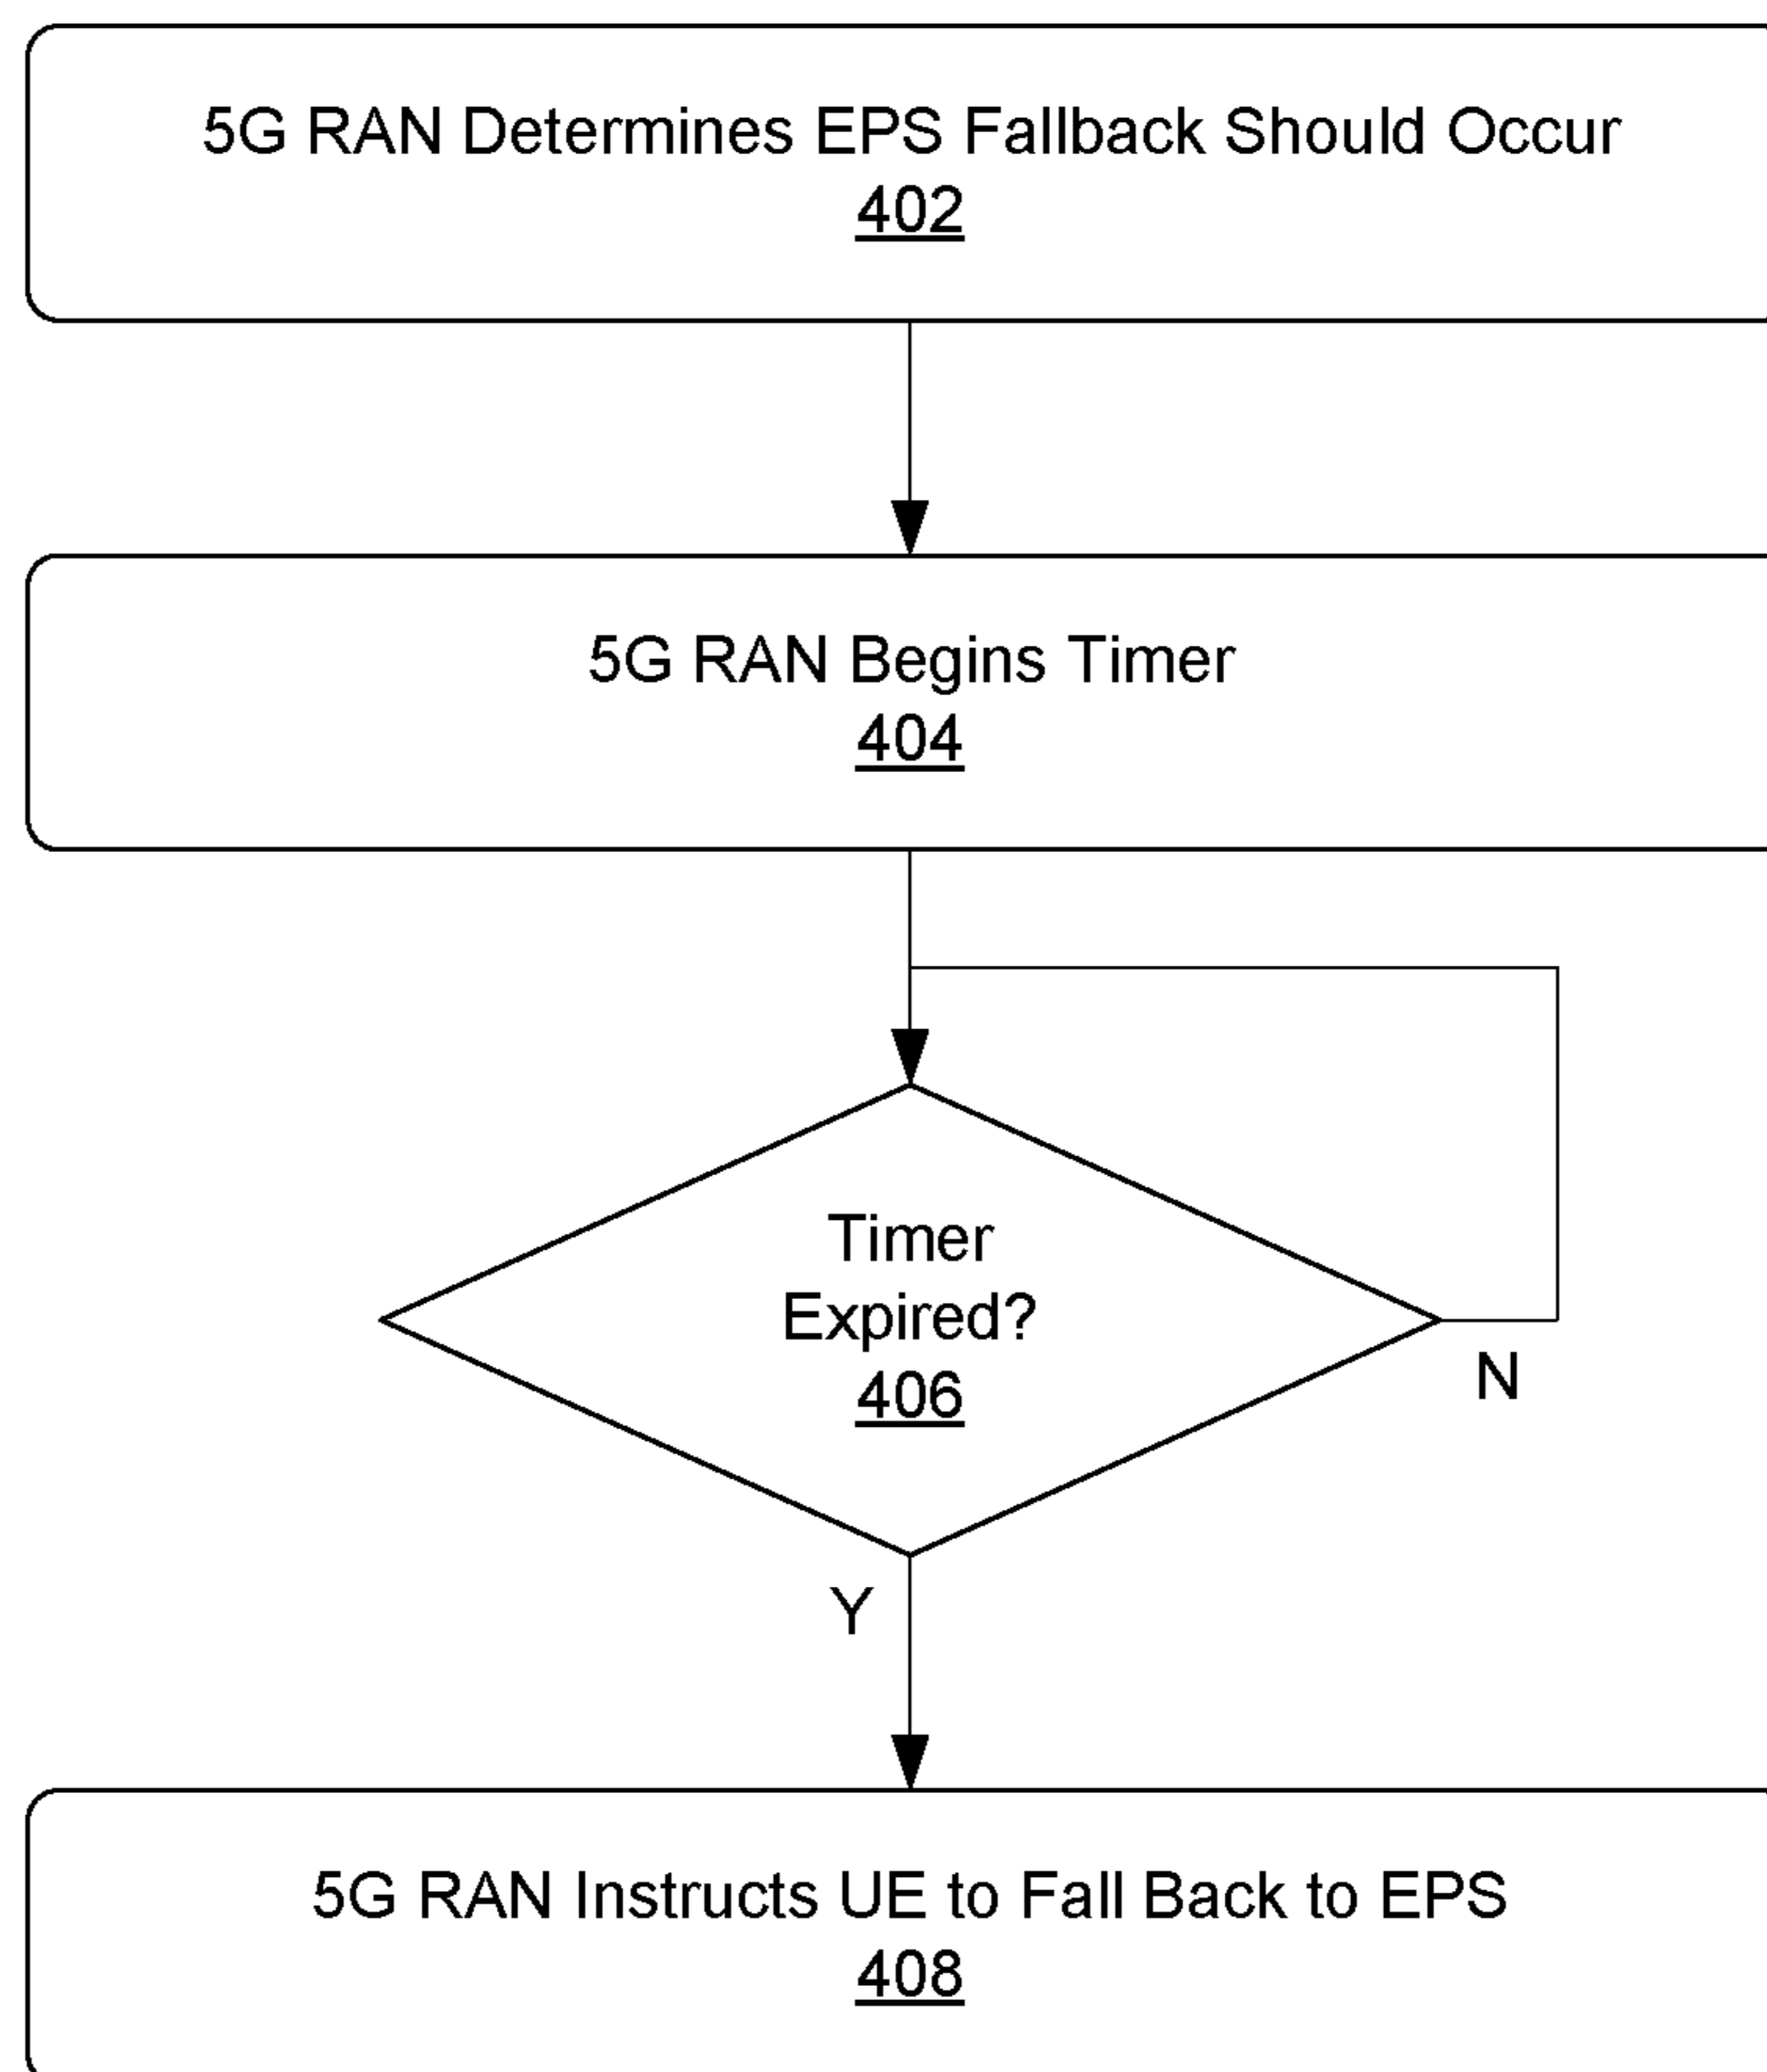 5G RAN Determines EPS Fallback Should Occur
402
5G RAN Begins Timer
404
Timer
Expired?
406
N
Y
5G RAN Instructs UE to Fall Back to EPS
408